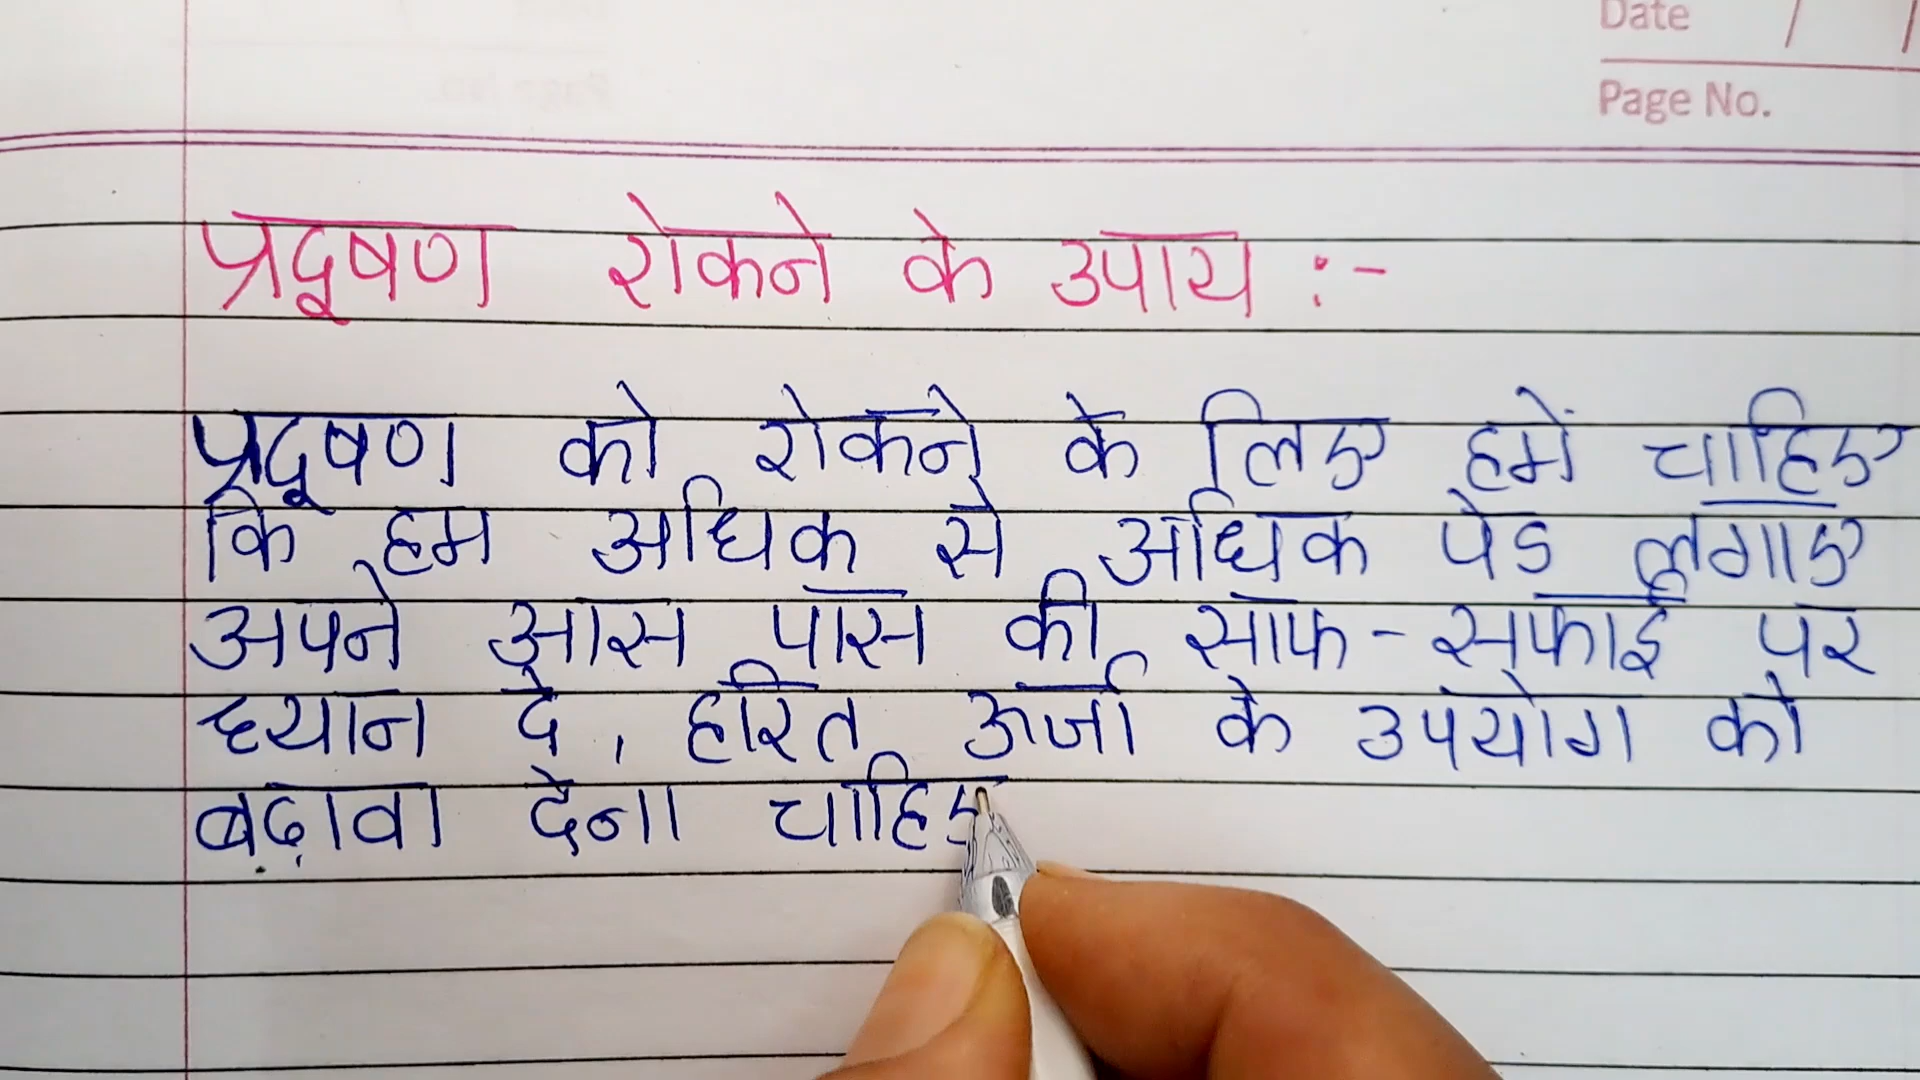 Date / /
Page No.
प्रदूषण रोकने के उपाय :-
प्रदूषण को रोकने के लिए हमें चाहिए
कि हम अधिक से अधिक पेड लगाए
अपने आस पास की साफ-सफाई पर
ध्यान दे, हरित ऊर्जा के उपयोग को
बढ़ावा देना चाहिए